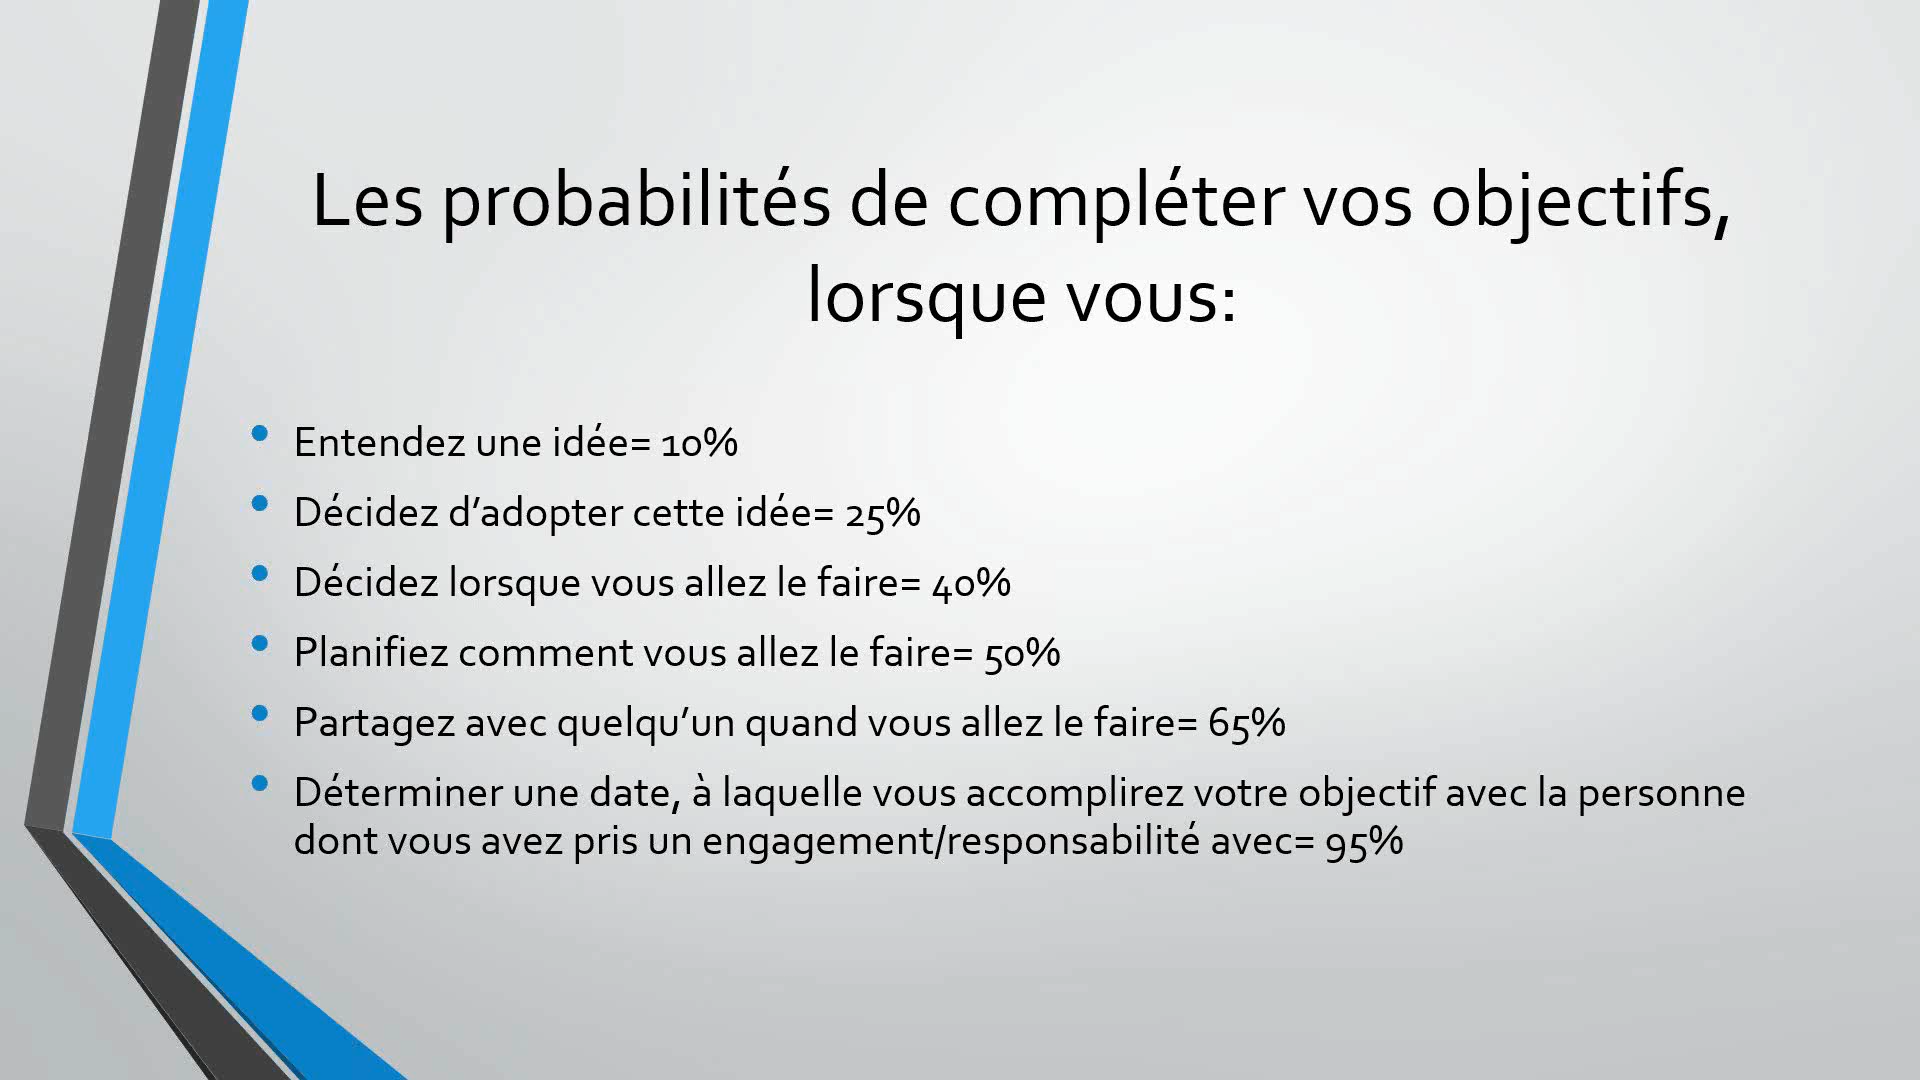 Les probabilités de compléter vos objectifs,
lorsque vous:
Entendez une idée= 10%
Décidez d’adopter cette idée= 25%
Décidez lorsque vous allez le faire= 40%
Planifiez comment vous allez le faire= 50%
Partagez avec quelqu’un quand vous allez le faire= 65%
Déterminer une date, à laquelle vous accomplirez votre objectif avec la personne
dont vous avez pris un engagement/responsabilité avec= 95%